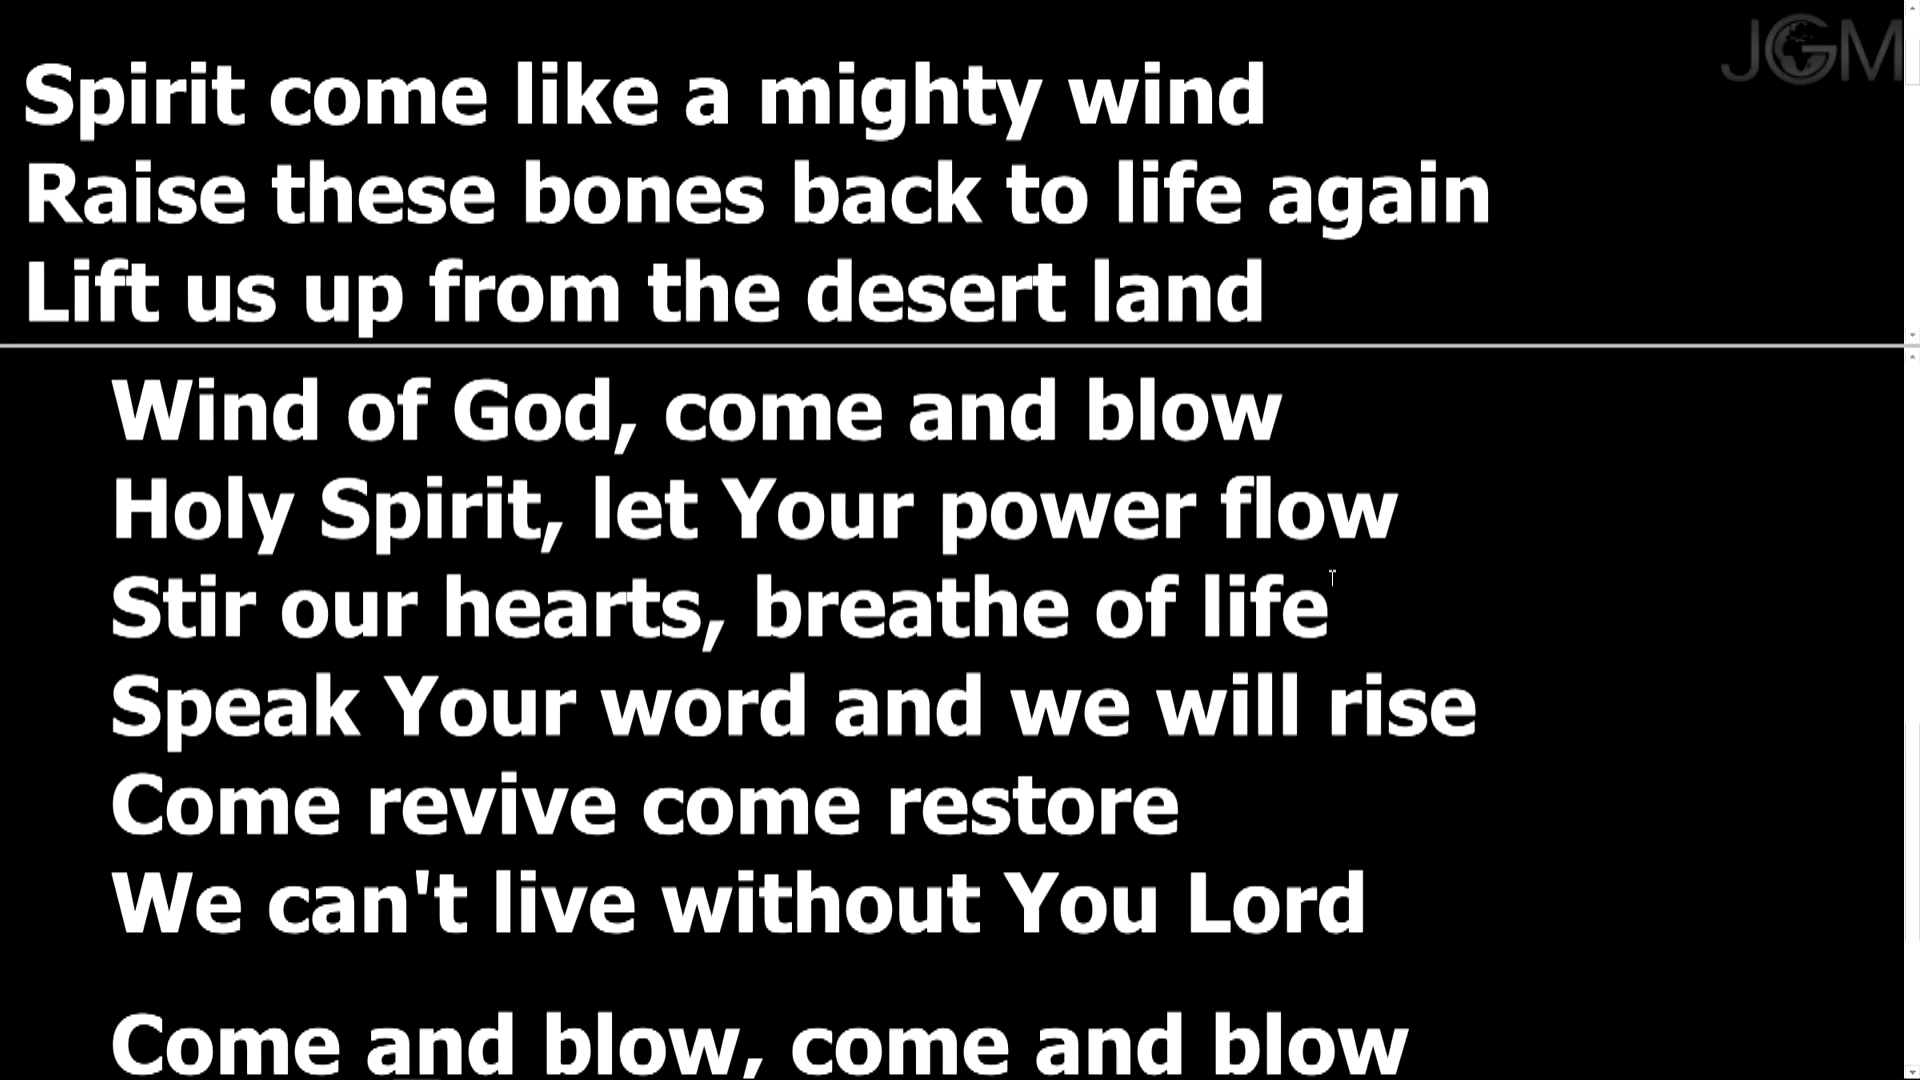 JGM
Spirit come like a mighty wind
Raise these bones back to life again
Lift us up from the desert land
Wind of God, come and blow
Holy Spirit, let Your power flow
Stir our hearts, breathe of life
Speak Your word and we will rise
Come revive come restore
We can't live without You Lord
Come and blow, come and blow